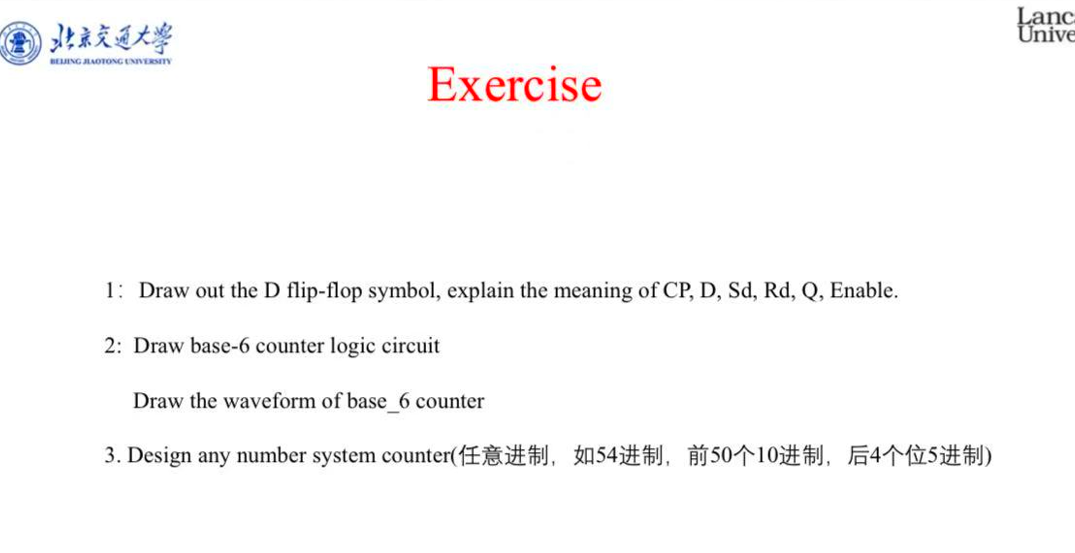 北京交通大學
BEIJING JIAOTONG UNIVERSITY
Exercise
1: Draw out the D flip-flop symbol, explain the meaning of CP, D, Sd, Rd, Q, Enable.
2: Draw base-6 counter logic circuit
Draw the waveform of base_6 counter
3. Design any number system counter(任意进制，如54进制，前50个10进制，后4个位5进制)